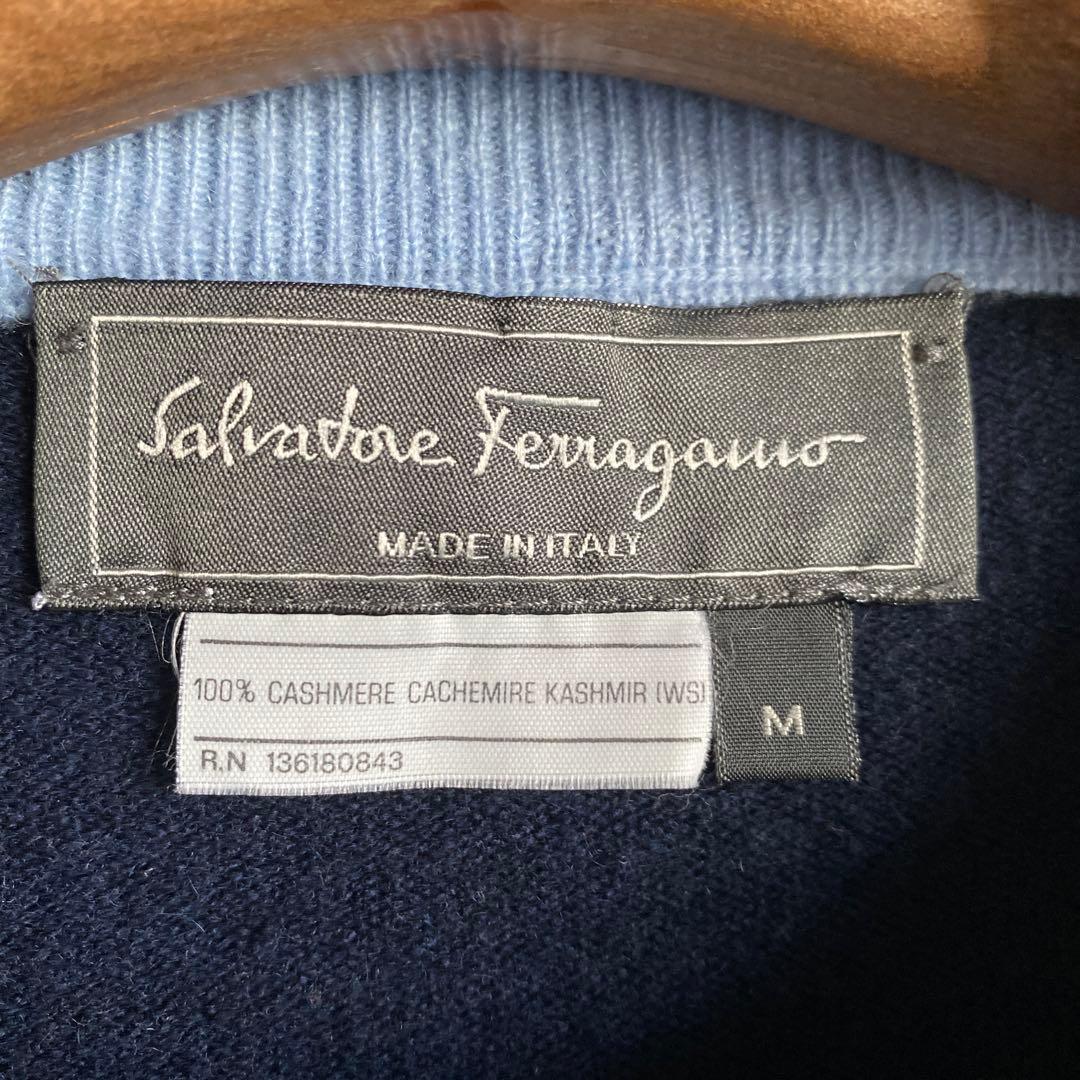 Salvatore Ferragamo
MADE IN ITALY
100% CASHMERE CACHEMIRE KASHMIR (WS)
R.N 136180843
M